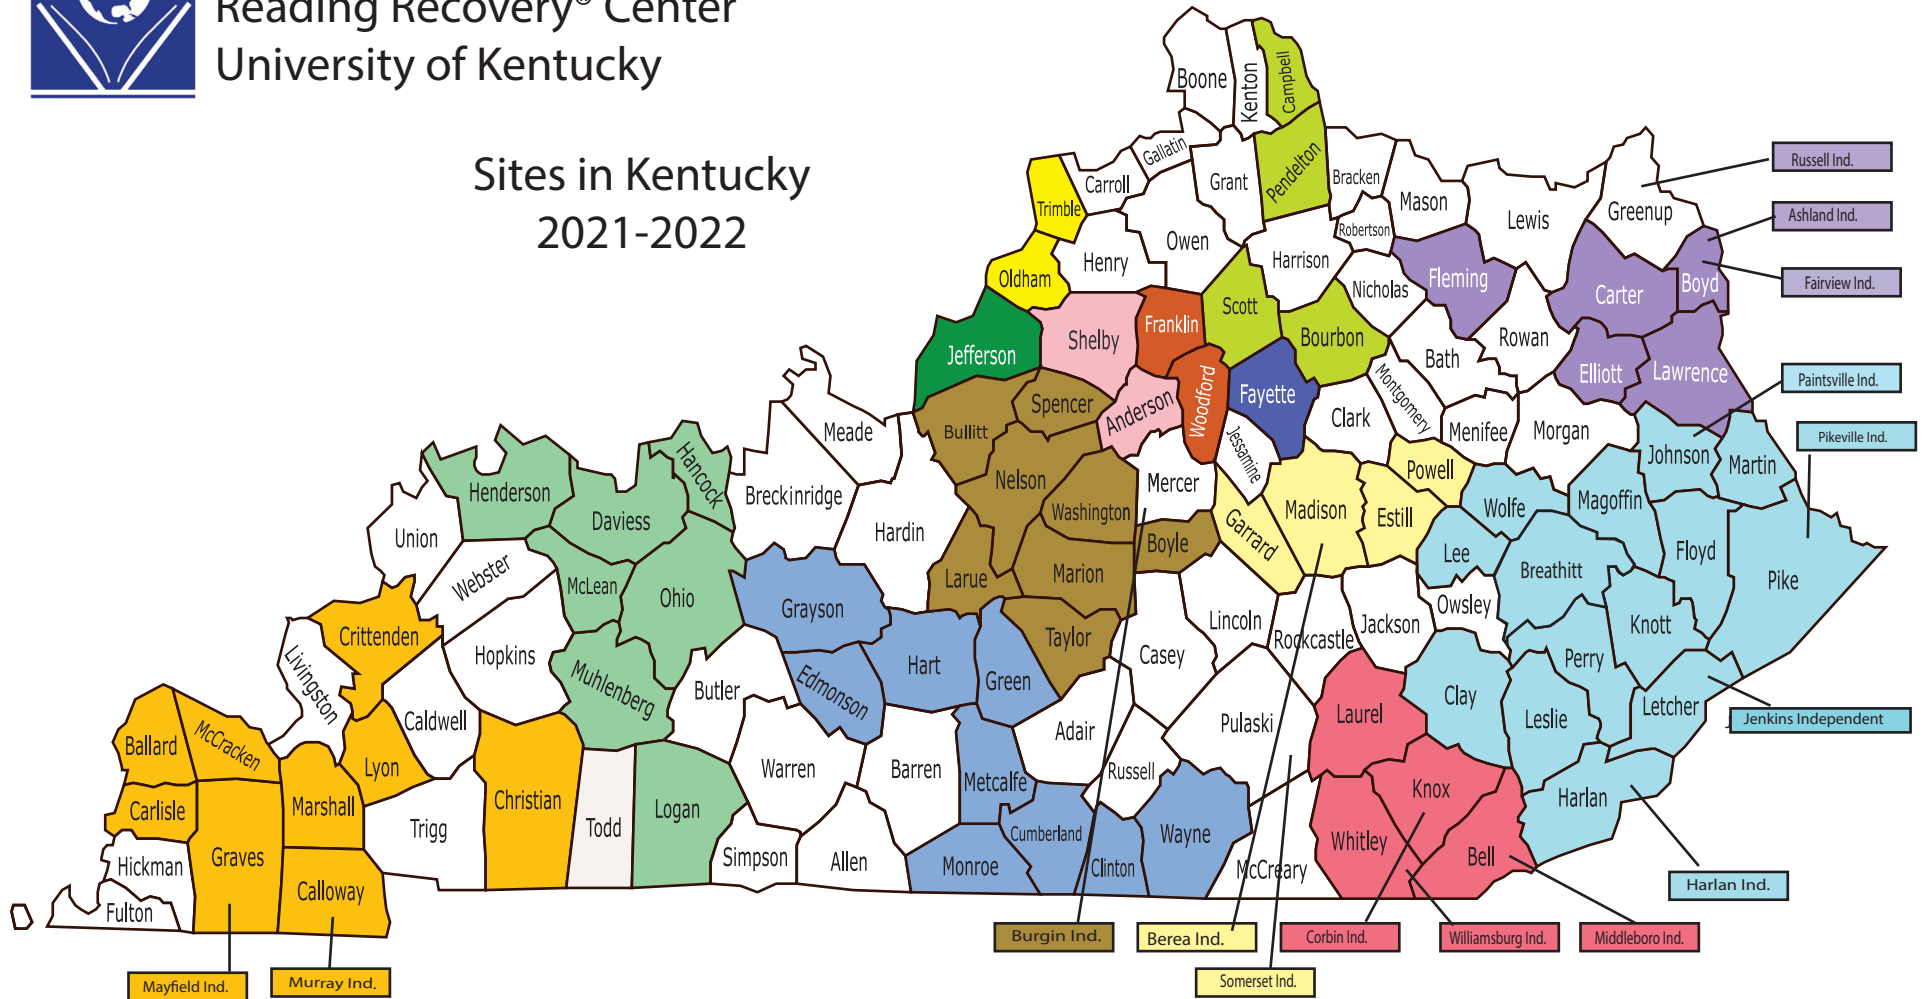 Reading Recovery® Center
University of Kentucky
Sites in Kentucky
2021-2022
Boone
Kenton
Campbell
Gallatin
Carroll
Grant
Pendelton
Bracken
Mason
Lewis
Greenup
Russell Ind.
Ashland Ind.
Fairview Ind.
Trimble
Owen
Robertson
Oldham
Henry
Harrison
Nicholas
Fleming
Carter
Boyd
Jefferson
Shelby
Franklin
Scott
Bourbon
Bath
Rowan
Elliott
Lawrence
Paintsville Ind.
Pikeville Ind.
Spencer
Anderson
Woodford
Fayette
Clark
Montgomery
Menifee
Morgan
Johnson
Martin
Meade
Bullitt
Jessamine
Powell
Hancock
Henderson
Daviess
Breckinridge
Hardin
Nelson
Washington
Mercer
Garrard
Madison
Estill
Wolfe
Magoffin
Floyd
Pike
Union
Webster
McLean
Ohio
Grayson
Larue
Marion
Boyle
Lee
Breathitt
Crittenden
Hopkins
Muhlenberg
Butler
Edmonson
Hart
Green
Taylor
Casey
Lincoln
Rockcastle
Jackson
Owsley
Perry
Knott
Livingston
Caldwell
Warren
Barren
Metcalfe
Adair
Russell
Pulaski
Laurel
Clay
Leslie
Letcher
Jenkins Independent
Ballard
McCracken
Lyon
Christian
Todd
Logan
Carlisle
Marshall
Trigg
Simpson
Allen
Monroe
Cumberland
Clinton
Wayne
McCreary
Whitley
Knox
Bell
Harlan
Hickman
Graves
Calloway
Fulton
Harlan Ind.
Burgin Ind.
Berea Ind.
Corbin Ind.
Williamsburg Ind.
Middleboro Ind.
Somerset Ind.
Mayfield Ind.
Murray Ind.